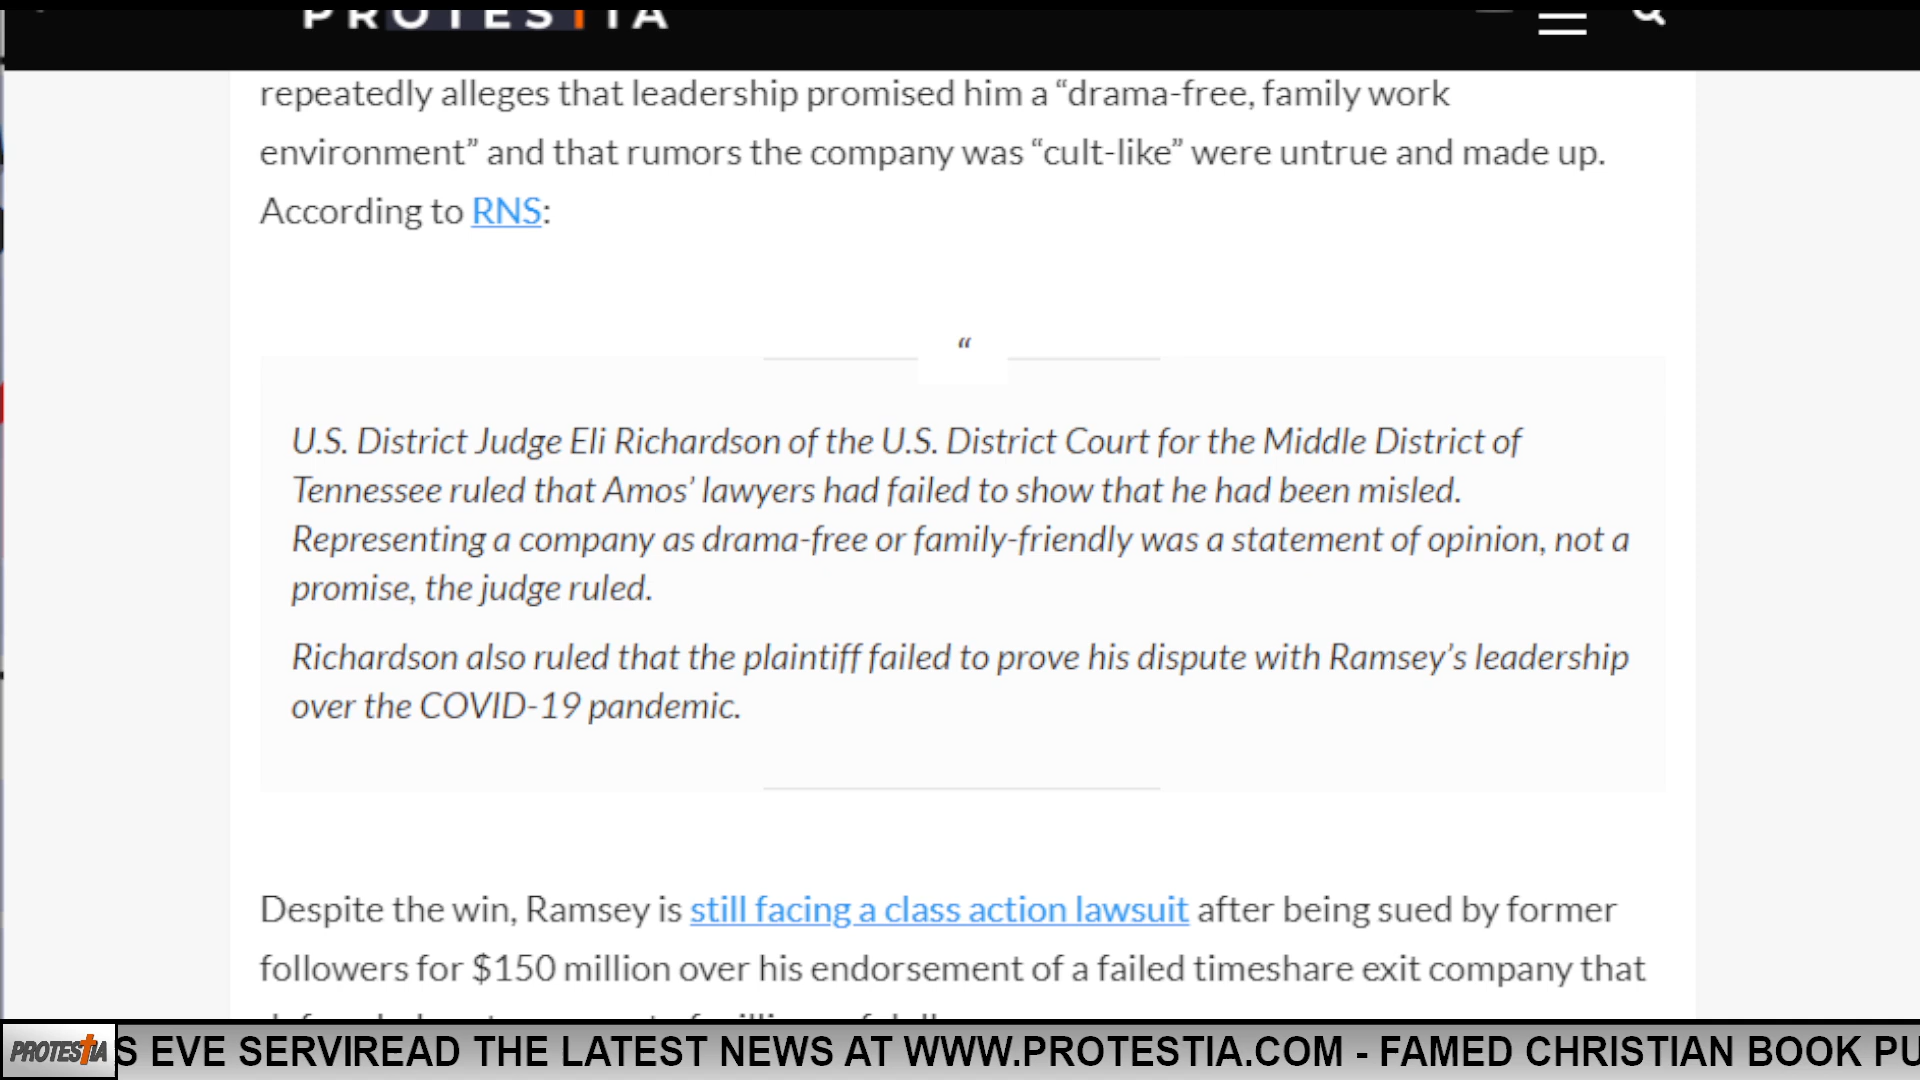 PROTESTIA
repeatedly alleges that leadership promised him a “drama-free, family work
environment” and that rumors the company was “cult-like” were untrue and made up.
According to RNS:
“
U.S. District Judge Eli Richardson of the U.S. District Court for the Middle District of
Tennessee ruled that Amos’ lawyers had failed to show that he had been misled.
Representing a company as drama-free or family-friendly was a statement of opinion, not a
promise, the judge ruled.
Richardson also ruled that the plaintiff failed to prove his dispute with Ramsey’s leadership
over the COVID-19 pandemic.
Despite the win, Ramsey is still facing a class action lawsuit after being sued by former
followers for $150 million over his endorsement of a failed timeshare exit company that
PROTESTIA S EVE SERVIREAD THE LATEST NEWS AT WWW.PROTESTIA.COM - FAMED CHRISTIAN BOOK PU